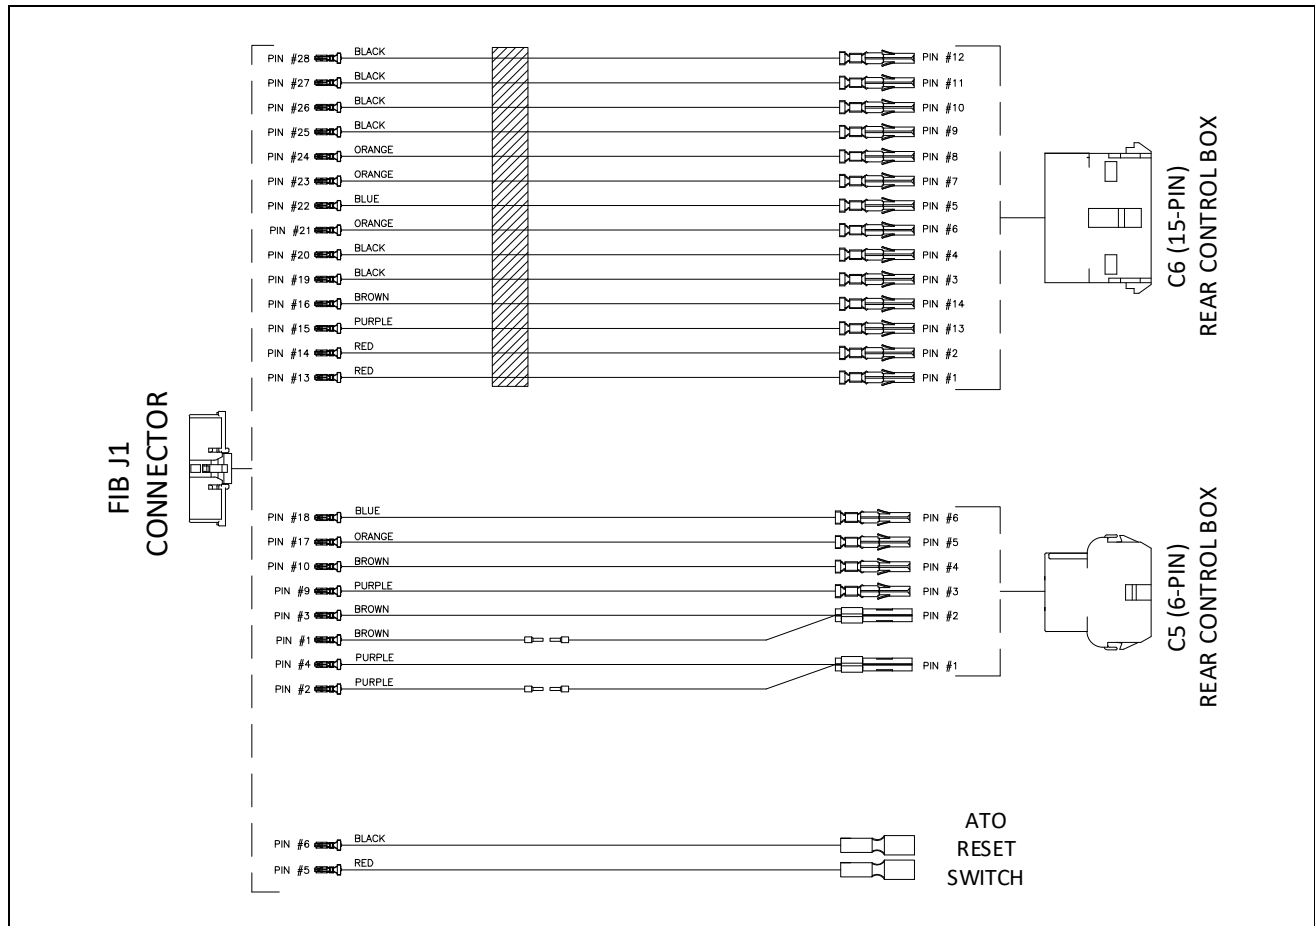 PIN #28 BLACK PIN #12
PIN #27 BLACK PIN #11
PIN #26 BLACK PIN #10
PIN #25 BLACK PIN #9
PIN #24 ORANGE PIN #8
PIN #23 ORANGE PIN #7
PIN #22 BLUE PIN #5
PIN #21 ORANGE PIN #6
PIN #20 BLACK PIN #4
PIN #19 BLACK PIN #3
PIN #16 BROWN PIN #14
PIN #15 PURPLE PIN #13
PIN #14 RED PIN #2
PIN #13 RED PIN #1
C6 (15-PIN)
REAR CONTROL BOX
FIB J1
CONNECTOR
PIN #18 BLUE PIN #6
PIN #17 ORANGE PIN #5
PIN #10 BROWN PIN #4
PIN #9 PURPLE PIN #3
PIN #3 BROWN PIN #2
PIN #1 BROWN
PIN #4 PURPLE PIN #1
PIN #2 PURPLE
C5 (6-PIN)
REAR CONTROL BOX
PIN #6 BLACK
PIN #5 RED
ATO
RESET
SWITCH